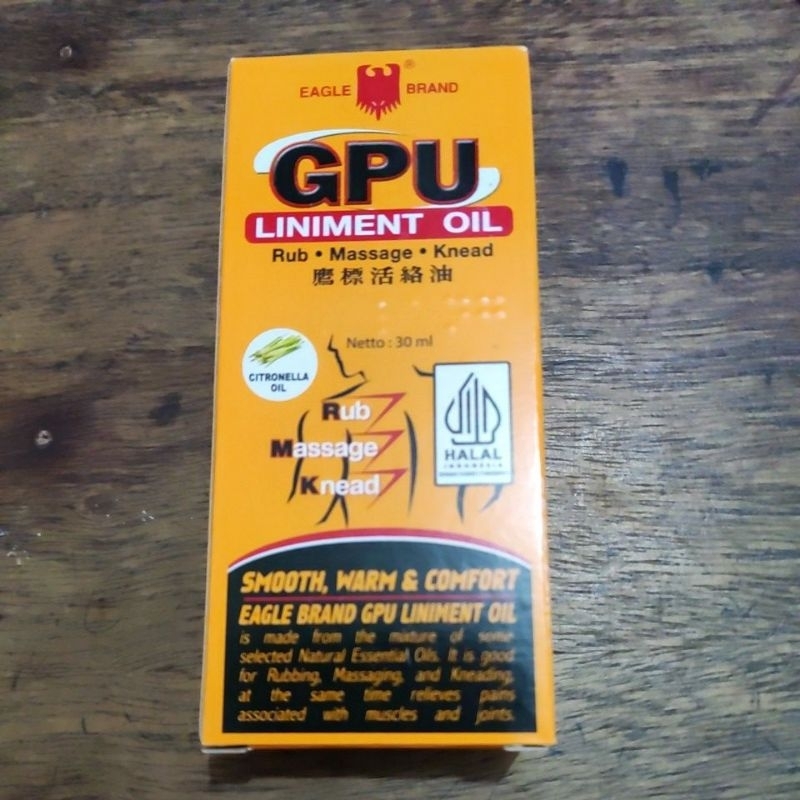 EAGLE BRAND
GPU
LINIMENT OIL
Rub • Massage • Knead
鷹標活絡油
Netto : 30 ml
CITRONELLA
OIL
Rub
Massage
Knead
HALAL
INDONESIA
SMOOTH, WARM & COMFORT
EAGLE BRAND GPU LINIMENT OIL
is made from the mixture of some
selected Natural Essential Oils. It is good
for Rubbing, Massaging, and Kneading,
at the same time relieves pains
associated with muscles and joints.